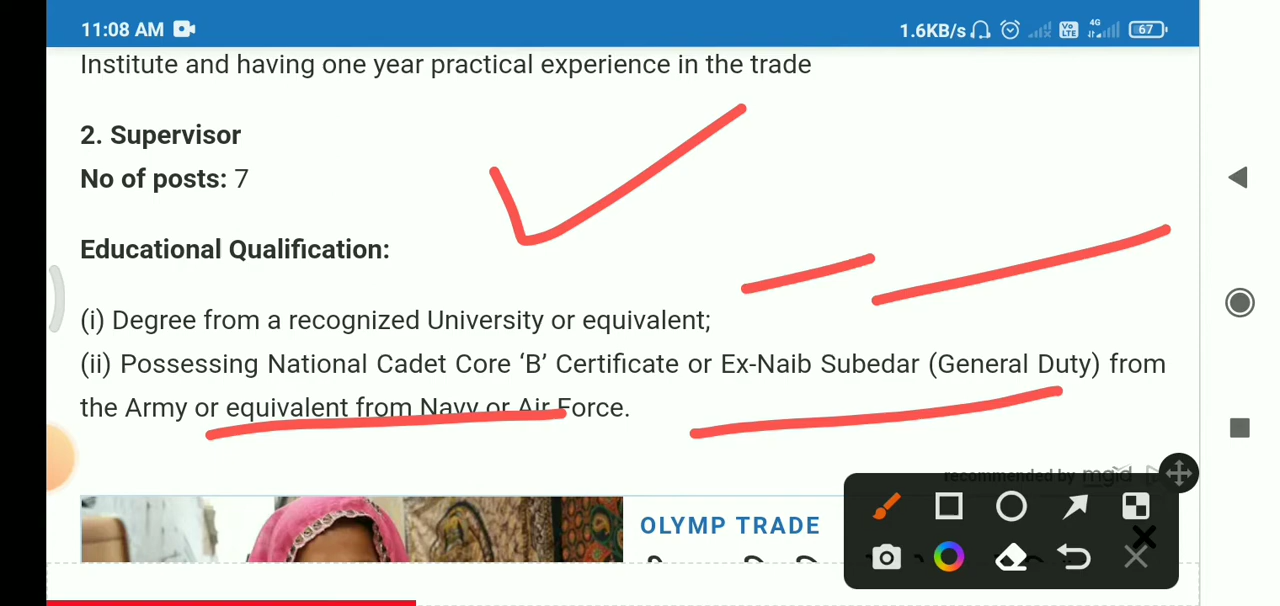 11:08 AM
1.6KB/s Vo LTE 4G 67
Institute and having one year practical experience in the trade
2. Supervisor
No of posts: 7
Educational Qualification:
(i) Degree from a recognized University or equivalent;
(ii) Possessing National Cadet Core ‘B’ Certificate or Ex-Naib Subedar (General Duty) from
the Army or equivalent from Navy or Air Force.
recommended by mgid
OLYMP TRADE